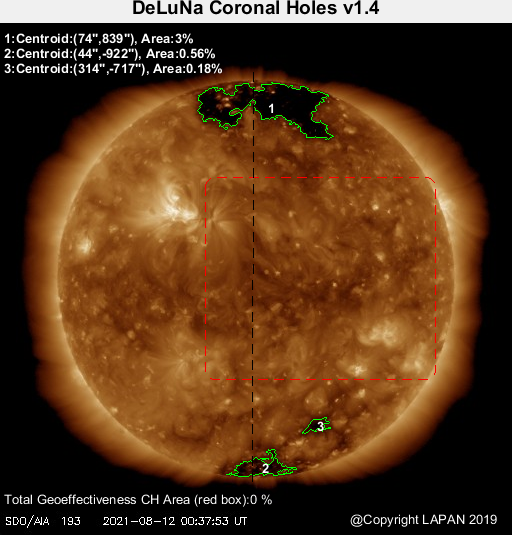 DeLuNa Coronal Holes v1.4
1:Centroid:(74",839"), Area:3%
2:Centroid:(44",-922"), Area:0.56%
3:Centroid:(314",-717"), Area:0.18%
1
3
2
Total Geoeffectiveness CH Area (red box):0 %
SDO/AIA 193 2021-08-12 00:37:53 UT
@Copyright LAPAN 2019